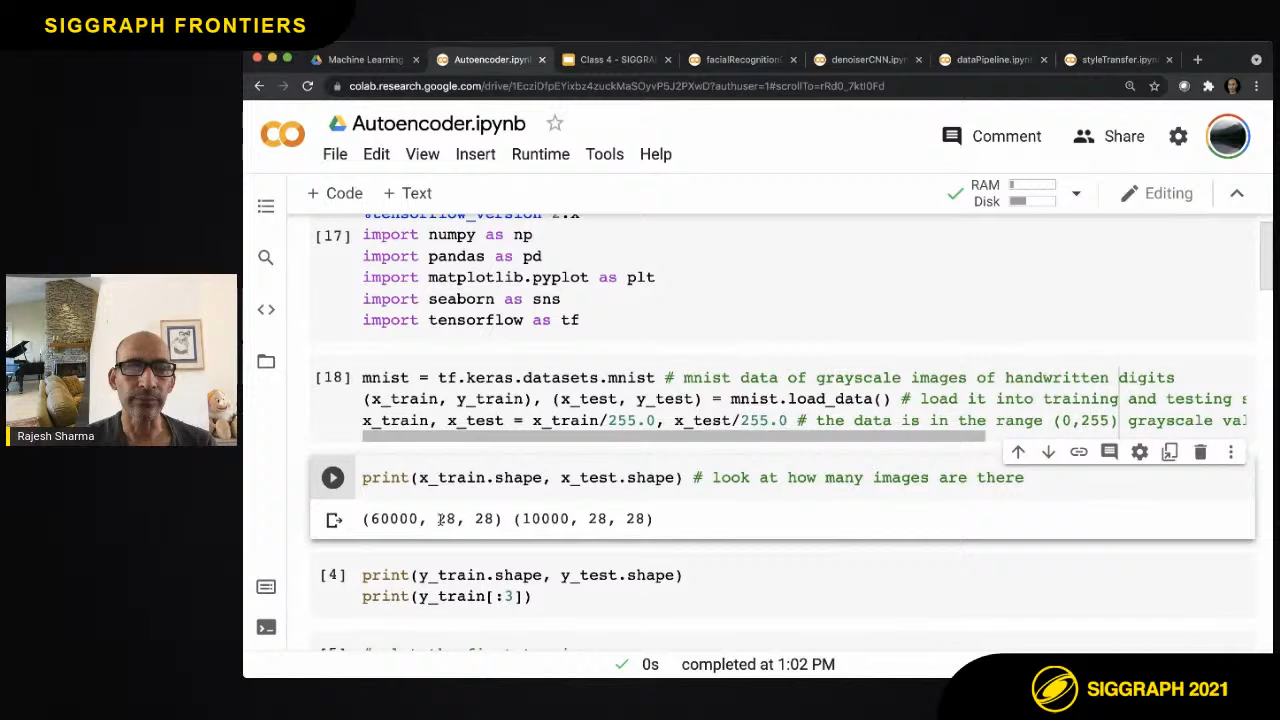 SIGGRAPH FRONTIERS
Machine Learning
Autoencoder.ipynb
Class 4 - SIGGRA
facialRecognition
denoiserCNN.ipynb
dataPipeline.ipynb
styleTransfer.ipynb
colab.research.google.com/drive/1EcziDfpEYixbz4zuckMaSOyvP5J2PXwD?authuser=1#scrollTo=rRd0_7ktI0Fd
Autoencoder.ipynb
Comment
Share
File Edit View Insert Runtime Tools Help
+ Code + Text
RAM
Disk
Editing
%tensorflow_version 2.x
[17] import numpy as np
import pandas as pd
import matplotlib.pyplot as plt
import seaborn as sns
import tensorflow as tf
[18] mnist = tf.keras.datasets.mnist # mnist data of grayscale images of handwritten digits
(x_train, y_train), (x_test, y_test) = mnist.load_data() # load it into training and testing s
x_train, x_test = x_train/255.0, x_test/255.0 # the data is in the range (0,255) grayscale val
print(x_train.shape, x_test.shape) # look at how many images are there
(60000, 28, 28) (10000, 28, 28)
[4] print(y_train.shape, y_test.shape)
print(y_train[:3])
Rajesh Sharma
0s completed at 1:02 PM
SIGGRAPH 2021